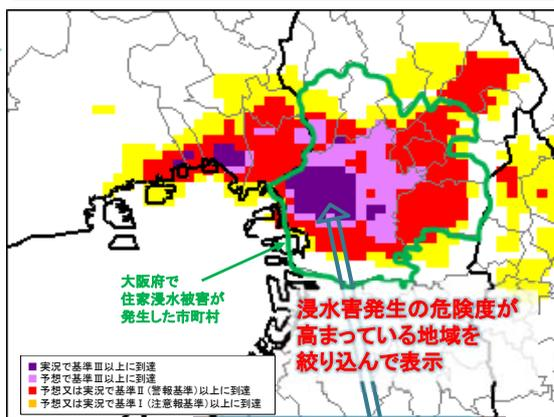 大阪府で
住家浸水被害が
発生した市町村
浸水害発生の危険度が
高まっている地域を
絞り込んで表示
実況で基準Ⅲ以上に到達
予想で基準Ⅲ以上に到達
予想又は実況で基準Ⅱ(警報基準)以上に到達
予想又は実況で基準Ⅰ(注意報基準)以上に到達